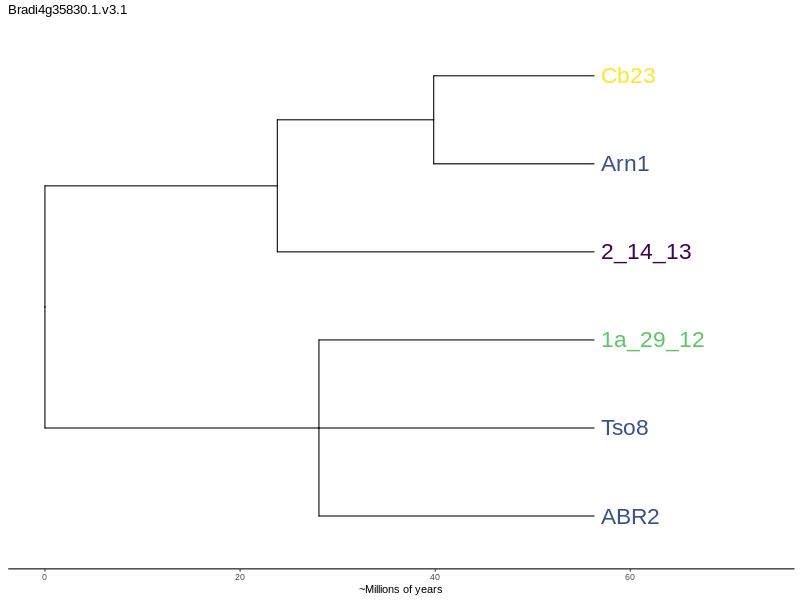 Bradi4g35830.1.v3.1
Cb23
Arn1
2_14_13
1a_29_12
Tso8
ABR2
0 20 40 60
~Millions of years